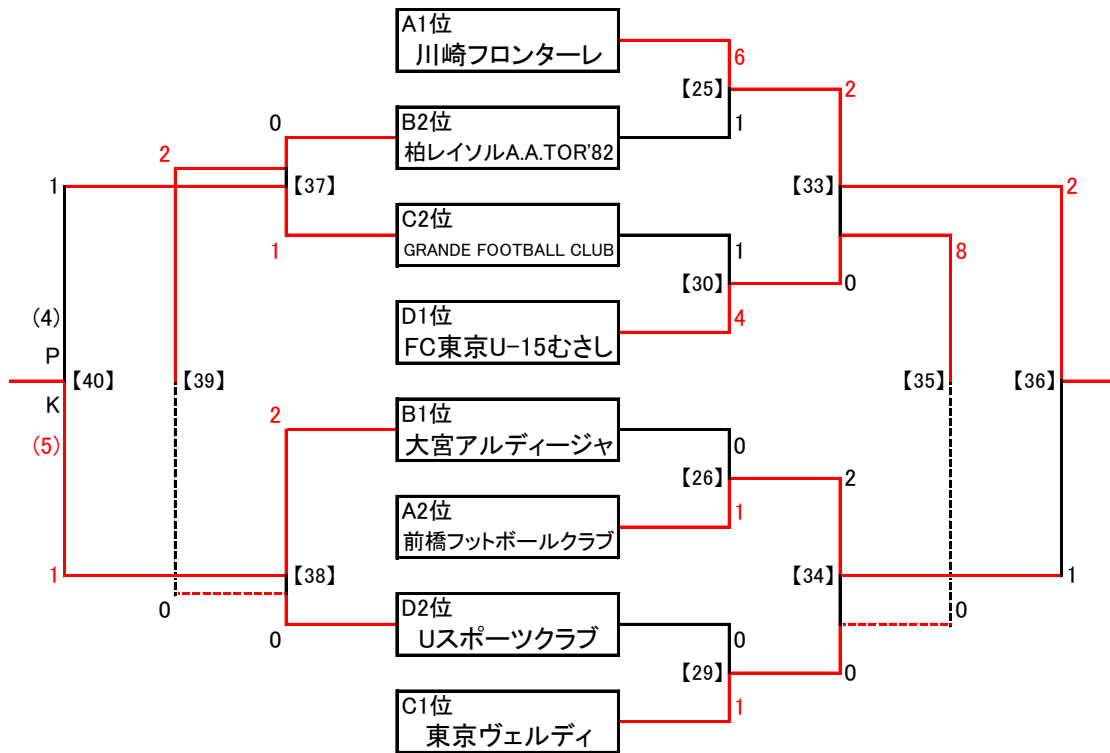 A1位
川崎フロンターレ
6
【25】
2
0
B2位
柏レイソルA.A.TOR'82
1
2
1
【37】
【33】
2
C2位
GRANDE FOOTBALL CLUB
1
1
8
【30】
0
(4)
D1位
FC東京U-15むさし
4
P
【40】
【39】
【35】
【36】
K
(5)
2
B1位
大宮アルディージャ
0
【26】
2
A2位
前橋フットボールクラブ
1
1
【38】
【34】
1
0
D2位
Uスポーツクラブ
0
0
0
【29】
0
C1位
東京ヴェルディ
1